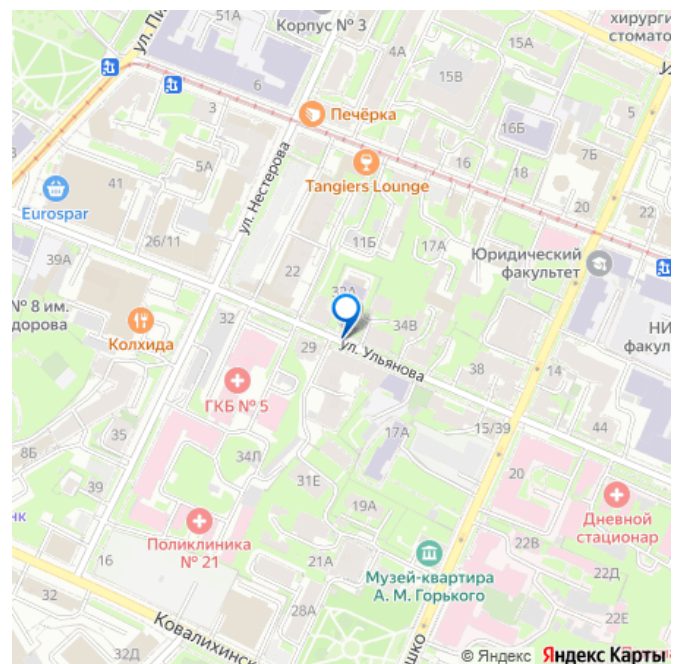 51А
Корпус № 3
хирурги
стомато
ул. Пи
4А
15А
6
15В
И
Печёрка
3
5
16Б
7Б
5А
16
18
41
Tangiers Lounge
ул. Нестерова
20
22
Eurospar
11Б
17А
26/11
Юридический
факультет
39А
22
32А
№ 8 им.
дорова
32
34В
НИ
факул
Колхида
29
ул. Ульянова
38
14
ГКБ № 5
17А
15/39
44
35
8Б
34Л
20
31Е
39
19А
Дневной
стационар
нк
Поликлиника
№ 21
22В
16
21А
Музей-квартира
А. М. Горького
22Д
32
28А
22Е
Ковалихинск
32Д
шко
© Яндекс Яндекс Карты